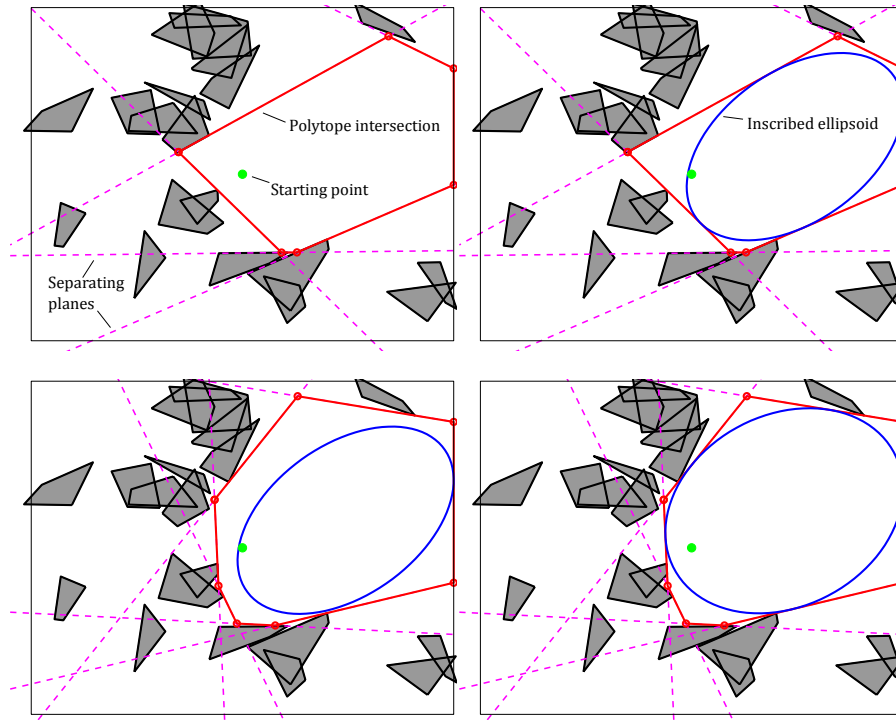 Polytope intersection
Starting point
Separating
planes
Inscribed ellipsoid